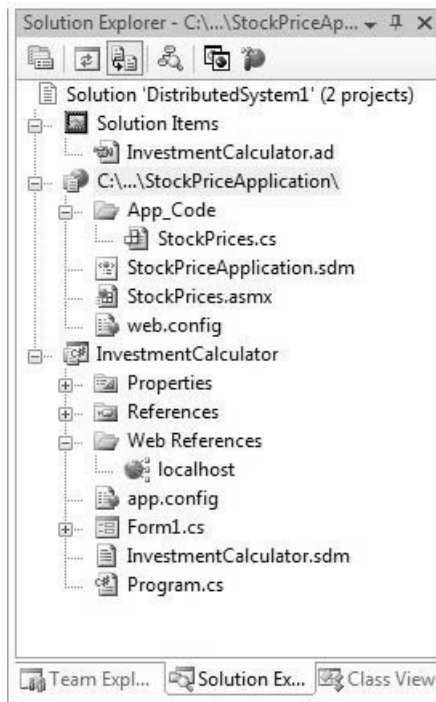 Solution Explorer - C:\...\StockPriceAp...
Solution 'DistributedSystem1' (2 projects)
Solution Items
InvestmentCalculator.ad
C:\...\StockPriceApplication\
App_Code
StockPrices.cs
StockPriceApplication.sdm
StockPrices.asmx
web.config
InvestmentCalculator
Properties
References
Web References
localhost
app.config
Form1.cs
InvestmentCalculator.sdm
Program.cs
Team Expl... Solution Ex... Class View